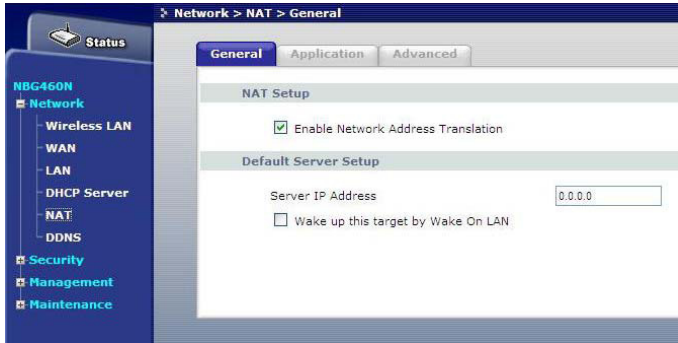 Network > NAT > General
Status
General Application Advanced
NBG460N
Network
Wireless LAN
WAN
LAN
DHCP Server
NAT
DDNS
Security
Management
Maintenance
NAT Setup
Enable Network Address Translation
Default Server Setup
Server IP Address 0.0.0.0
Wake up this target by Wake On LAN